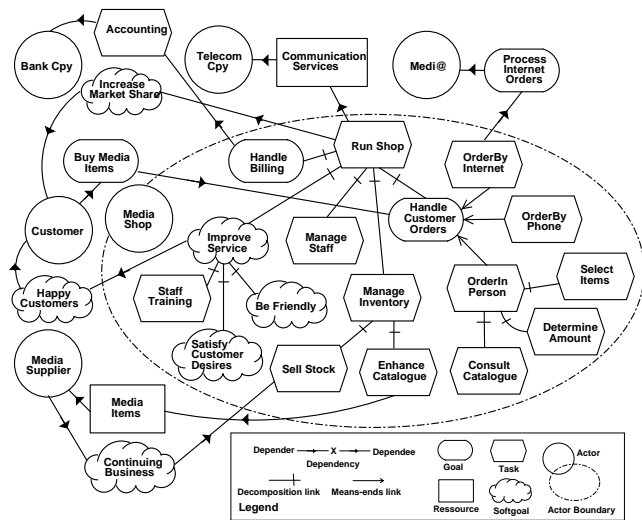 Accounting
Bank Cpy
Telecom
Cpy
Communication
Services
Medi@
Process
Internet
Orders
Increase
Market Share
Run Shop
Buy Media
Items
Handle
Billing
OrderBy
Internet
Customer
Media
Shop
Improve
Service
Manage
Staff
Handle
Customer
Orders
OrderBy
Phone
Happy
Customers
Staff
Training
Be Friendly
Manage
Inventory
OrderIn
Person
Select
Items
Determine
Amount
Media
Supplier
Satisfy
Customer
Desires
Sell Stock
Enhance
Catalogue
Consult
Catalogue
Media
Items
Continuing
Business
Depender
X
Dependee
Dependency
Decomposition link
Means-ends link
Legend
Goal
Task
Ressource
Softgoal
Actor
Actor Boundary